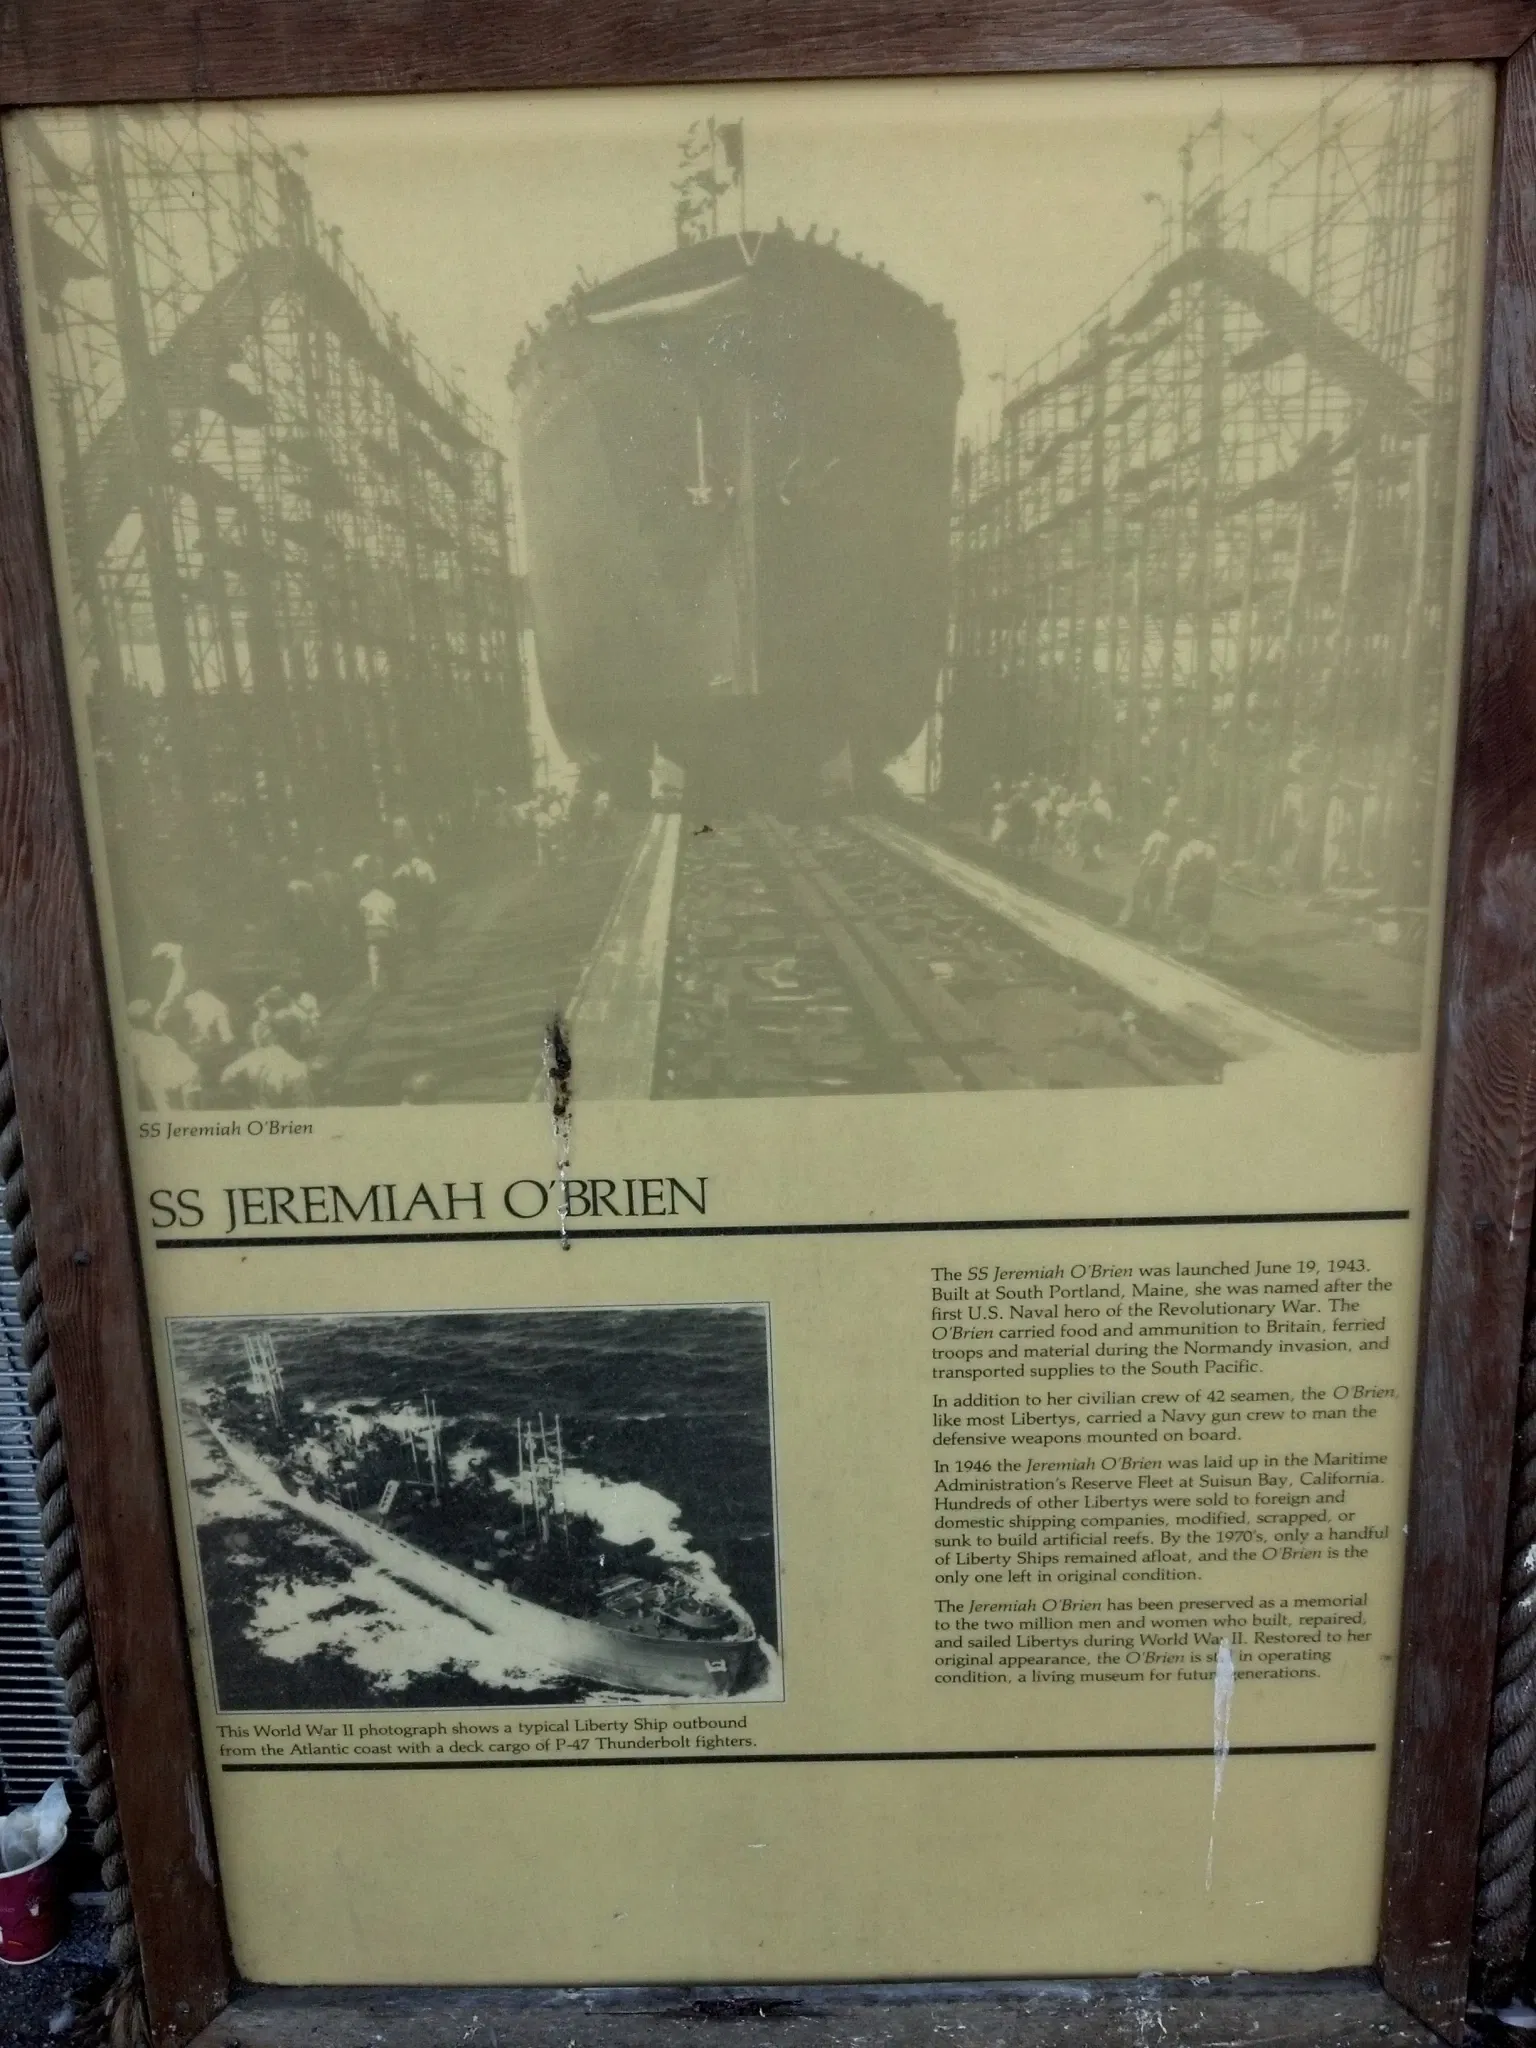 SS Jeremiah O'Brien
SS JEREMIAH O'BRIEN
The SS Jeremiah O'Brien was launched June 19, 1943.
Built at South Portland, Maine, she was named after the
first U.S. Naval hero of the Revolutionary War. The
O'Brien carried food and ammunition to Britain, ferried
troops and material during the Normandy invasion, and
transported supplies to the South Pacific.
In addition to her civilian crew of 42 seamen, the O'Brien,
like most Libertys, carried a Navy gun crew to man the
defensive weapons mounted on board.
In 1946 the Jeremiah O'Brien was laid up in the Maritime
Administration's Reserve Fleet at Suisun Bay, California.
Hundreds of other Libertys were sold to foreign and
domestic shipping companies, modified, scrapped, or
sunk to build artificial reefs. By the 1970's, only a handful
of Liberty Ships remained afloat, and the O'Brien is the
only one left in original condition.
The Jeremiah O'Brien has been preserved as a memorial
to the two million men and women who built, repaired,
and sailed Libertys during World War II. Restored to her
original appearance, the O'Brien is still in operating
condition, a living museum for future generations.
This World War II photograph shows a typical Liberty Ship outbound
from the Atlantic coast with a deck cargo of P-47 Thunderbolt fighters.